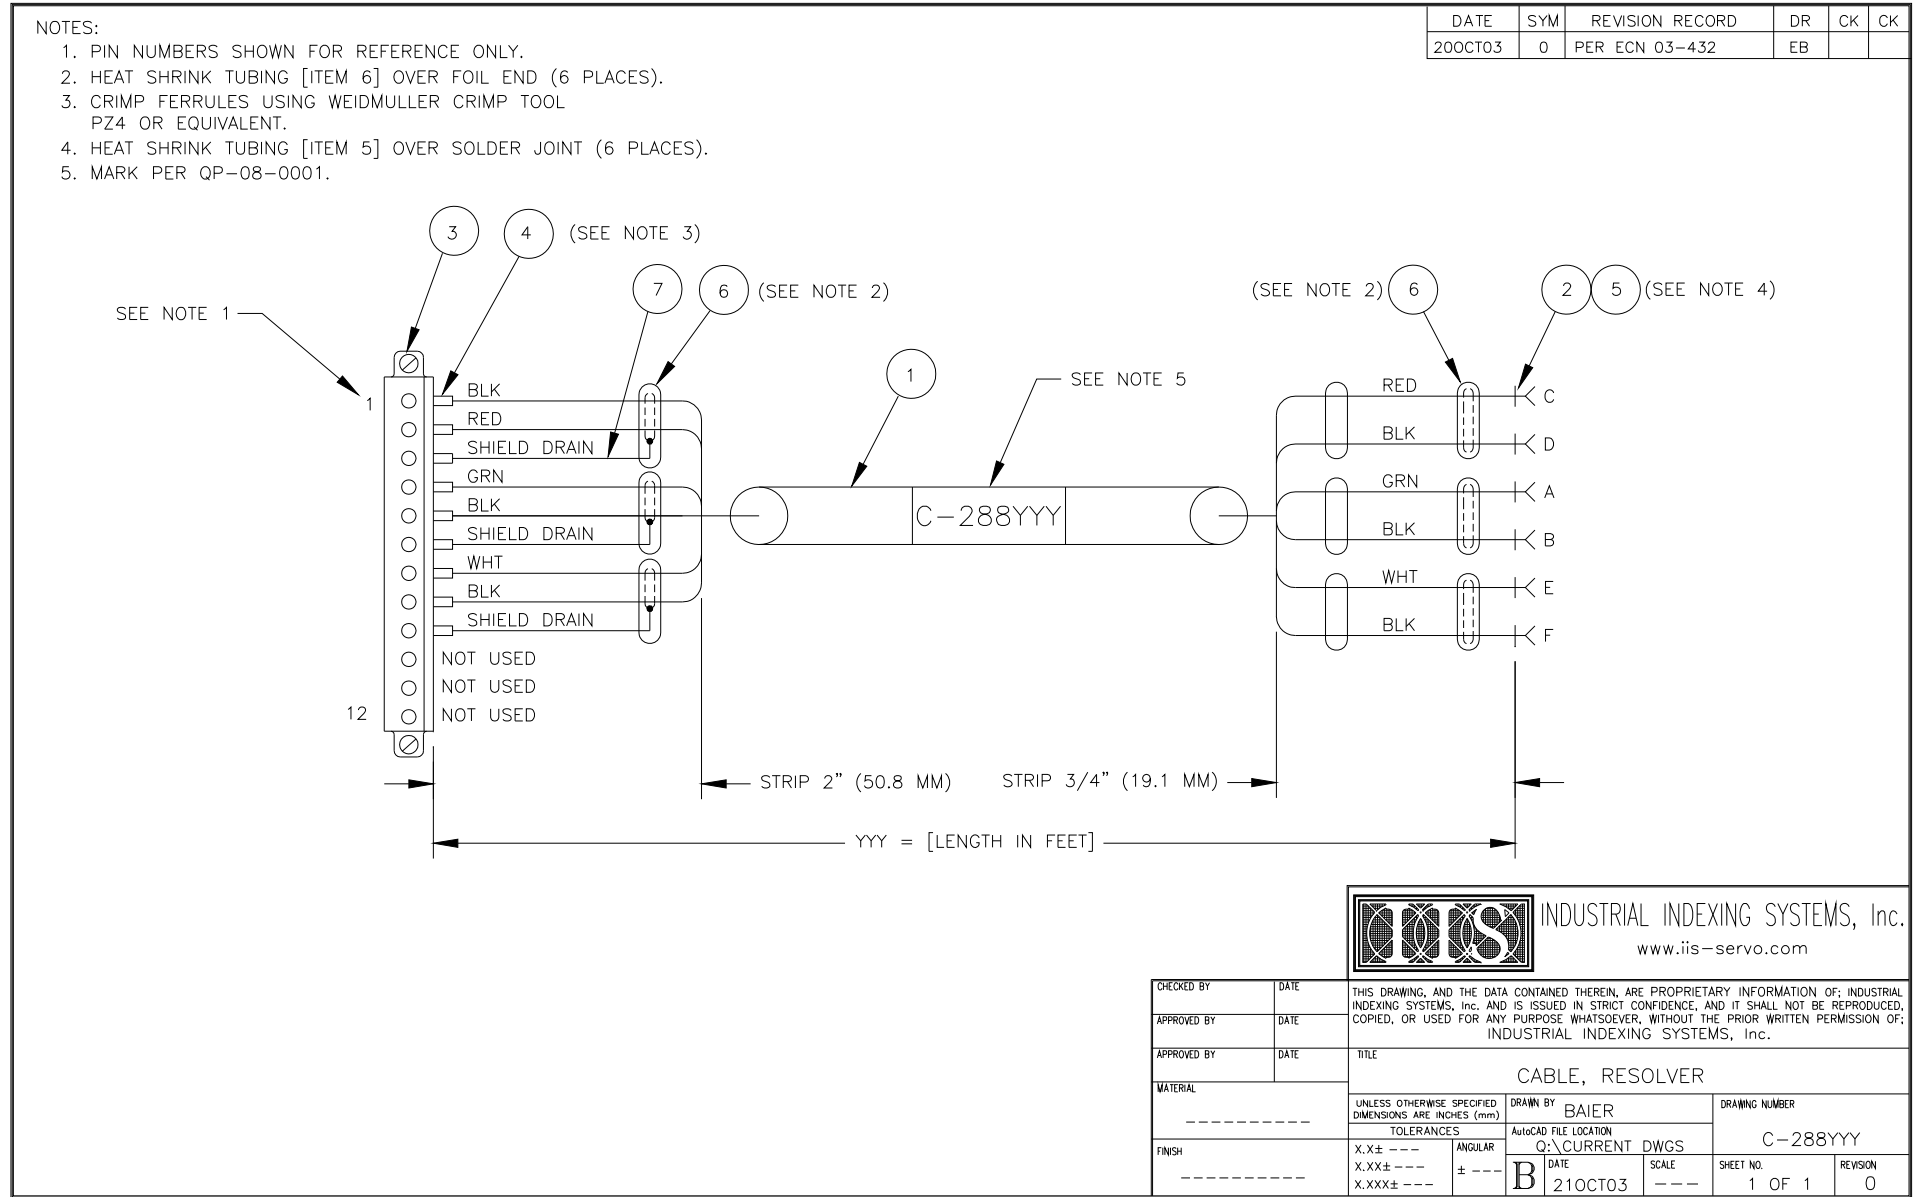 NOTES:
1. PIN NUMBERS SHOWN FOR REFERENCE ONLY.
2. HEAT SHRINK TUBING [ITEM 6] OVER FOIL END (6 PLACES).
3. CRIMP FERRULES USING WEIDMULLER CRIMP TOOL
PZ4 OR EQUIVALENT.
4. HEAT SHRINK TUBING [ITEM 5] OVER SOLDER JOINT (6 PLACES).
5. MARK PER QP-08-0001.
DATE SYM REVISION RECORD DR CK CK
20OCT03 0 PER ECN 03-432 EB
3 4 (SEE NOTE 3)
7 6 (SEE NOTE 2)
(SEE NOTE 2) 6 2 5 (SEE NOTE 4)
SEE NOTE 1
1
SEE NOTE 5
1
BLK
RED
SHIELD DRAIN
GRN
BLK
SHIELD DRAIN
WHT
BLK
SHIELD DRAIN
NOT USED
NOT USED
12 NOT USED
C-288YYY
RED C
BLK D
GRN A
BLK B
WHT E
BLK F
STRIP 2" (50.8 MM) STRIP 3/4" (19.1 MM)
YYY = [LENGTH IN FEET]
IIS
INDUSTRIAL INDEXING SYSTEMS, Inc.
www.iis-servo.com
CHECKED BY DATE
APPROVED BY DATE
APPROVED BY DATE
MATERIAL
----------
FINISH
----------
THIS DRAWING, AND THE DATA CONTAINED THEREIN, ARE PROPRIETARY INFORMATION OF; INDUSTRIAL
INDEXING SYSTEMS, Inc. AND IS ISSUED IN STRICT CONFIDENCE, AND IT SHALL NOT BE REPRODUCED,
COPIED, OR USED FOR ANY PURPOSE WHATSOEVER, WITHOUT THE PRIOR WRITTEN PERMISSION OF;
INDUSTRIAL INDEXING SYSTEMS, Inc.
TITLE
CABLE, RESOLVER
UNLESS OTHERWISE SPECIFIED
DIMENSIONS ARE INCHES (mm)
TOLERANCES
X.X± ---
X.XX± ---
X.XXX± ---
ANGULAR
± ---
DRAWN BY BAIER
AutoCAD FILE LOCATION
Q:\CURRENT DWGS
B
DATE
21OCT03
SCALE
---
DRAWING NUMBER
C-288YYY
SHEET NO.
1 OF 1
REVISION
0